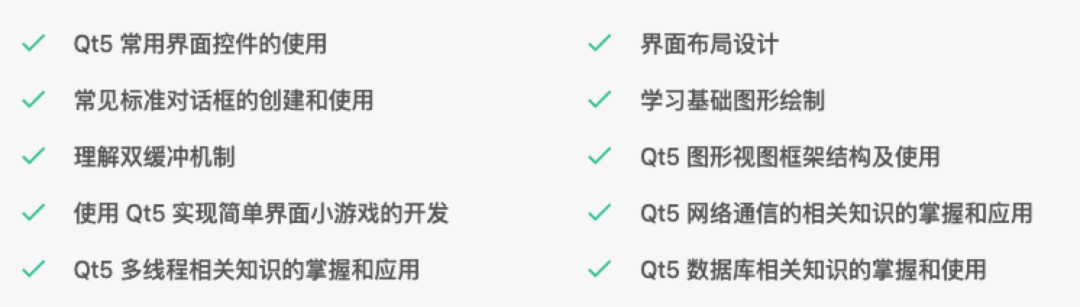 Qt5 常用界面控件的使用
界面布局设计
常见标准对话框的创建和使用
学习基础图形绘制
理解双缓冲机制
Qt5 图形视图框架结构及使用
使用 Qt5 实现简单界面小游戏的开发
Qt5 网络通信的相关知识的掌握和应用
Qt5 多线程相关知识的掌握和应用
Qt5 数据库相关知识的掌握和使用